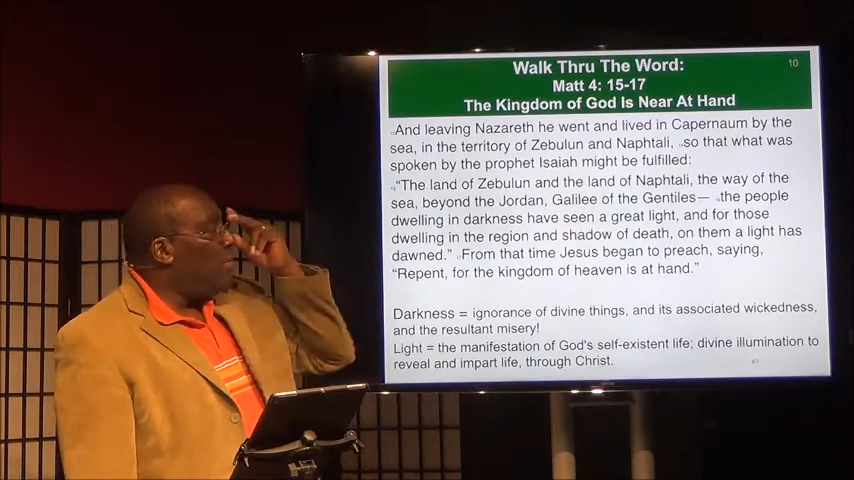 Walk Thru The Word:
10
Matt 4: 15-17
The Kingdom of God Is Near At Hand
And leaving Nazareth he went and lived in Capernaum by the
sea, in the territory of Zebulun and Naphtali, so that what was
spoken by the prophet Isaiah might be fulfilled:
“The land of Zebulun and the land of Naphtali, the way of the
sea, beyond the Jordan, Galilee of the Gentiles— the people
dwelling in darkness have seen a great light, and for those
dwelling in the region and shadow of death, on them a light has
dawned.” From that time Jesus began to preach, saying,
“Repent, for the kingdom of heaven is at hand.”
Darkness = ignorance of divine things, and its associated wickedness,
and the resultant misery!
Light = the manifestation of God's self-existent life; divine illumination to
reveal and impart life, through Christ.